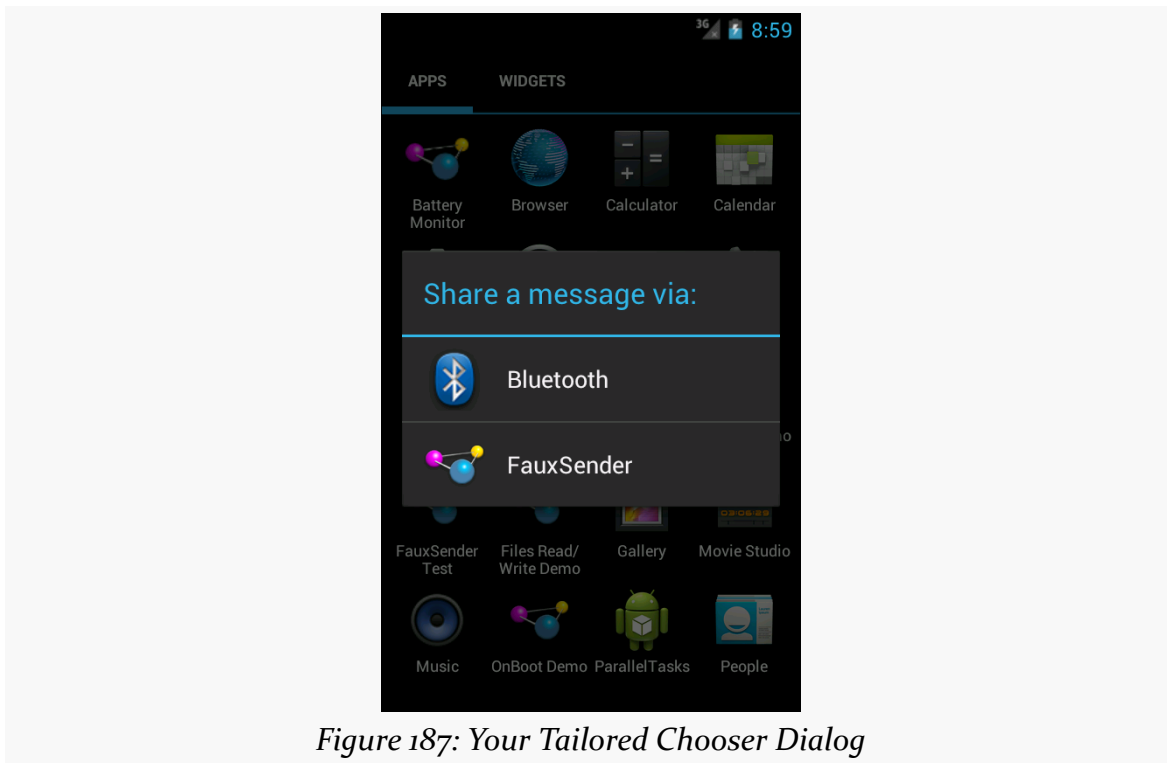 3G 8:59
APPS WIDGETS
Battery Browser Calculator Calendar
Monitor
Share a message via:
Bluetooth
FauxSender
FauxSender Files Read/ Gallery Movie Studio
Test Write Demo
Music OnBoot Demo ParallelTasks People
Figure 187: Your Tailored Chooser Dialog